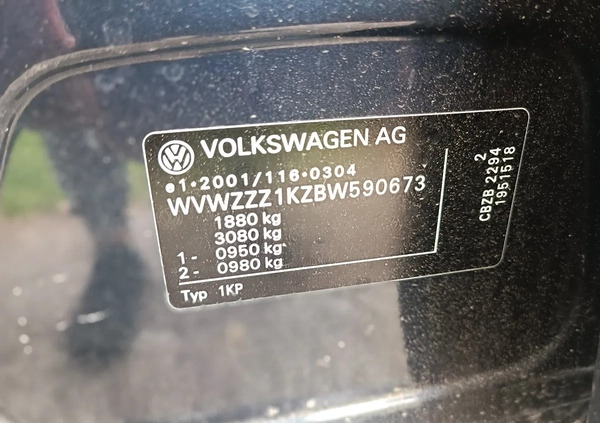 VOLKSWAGEN AG
e1*2001/116*0304
WVWZZZ1KZBW590673
1880 kg
3080 kg
1- 0950 kg
2- 0980 kg
Typ 1KP
2
CBZB 2294
1951518